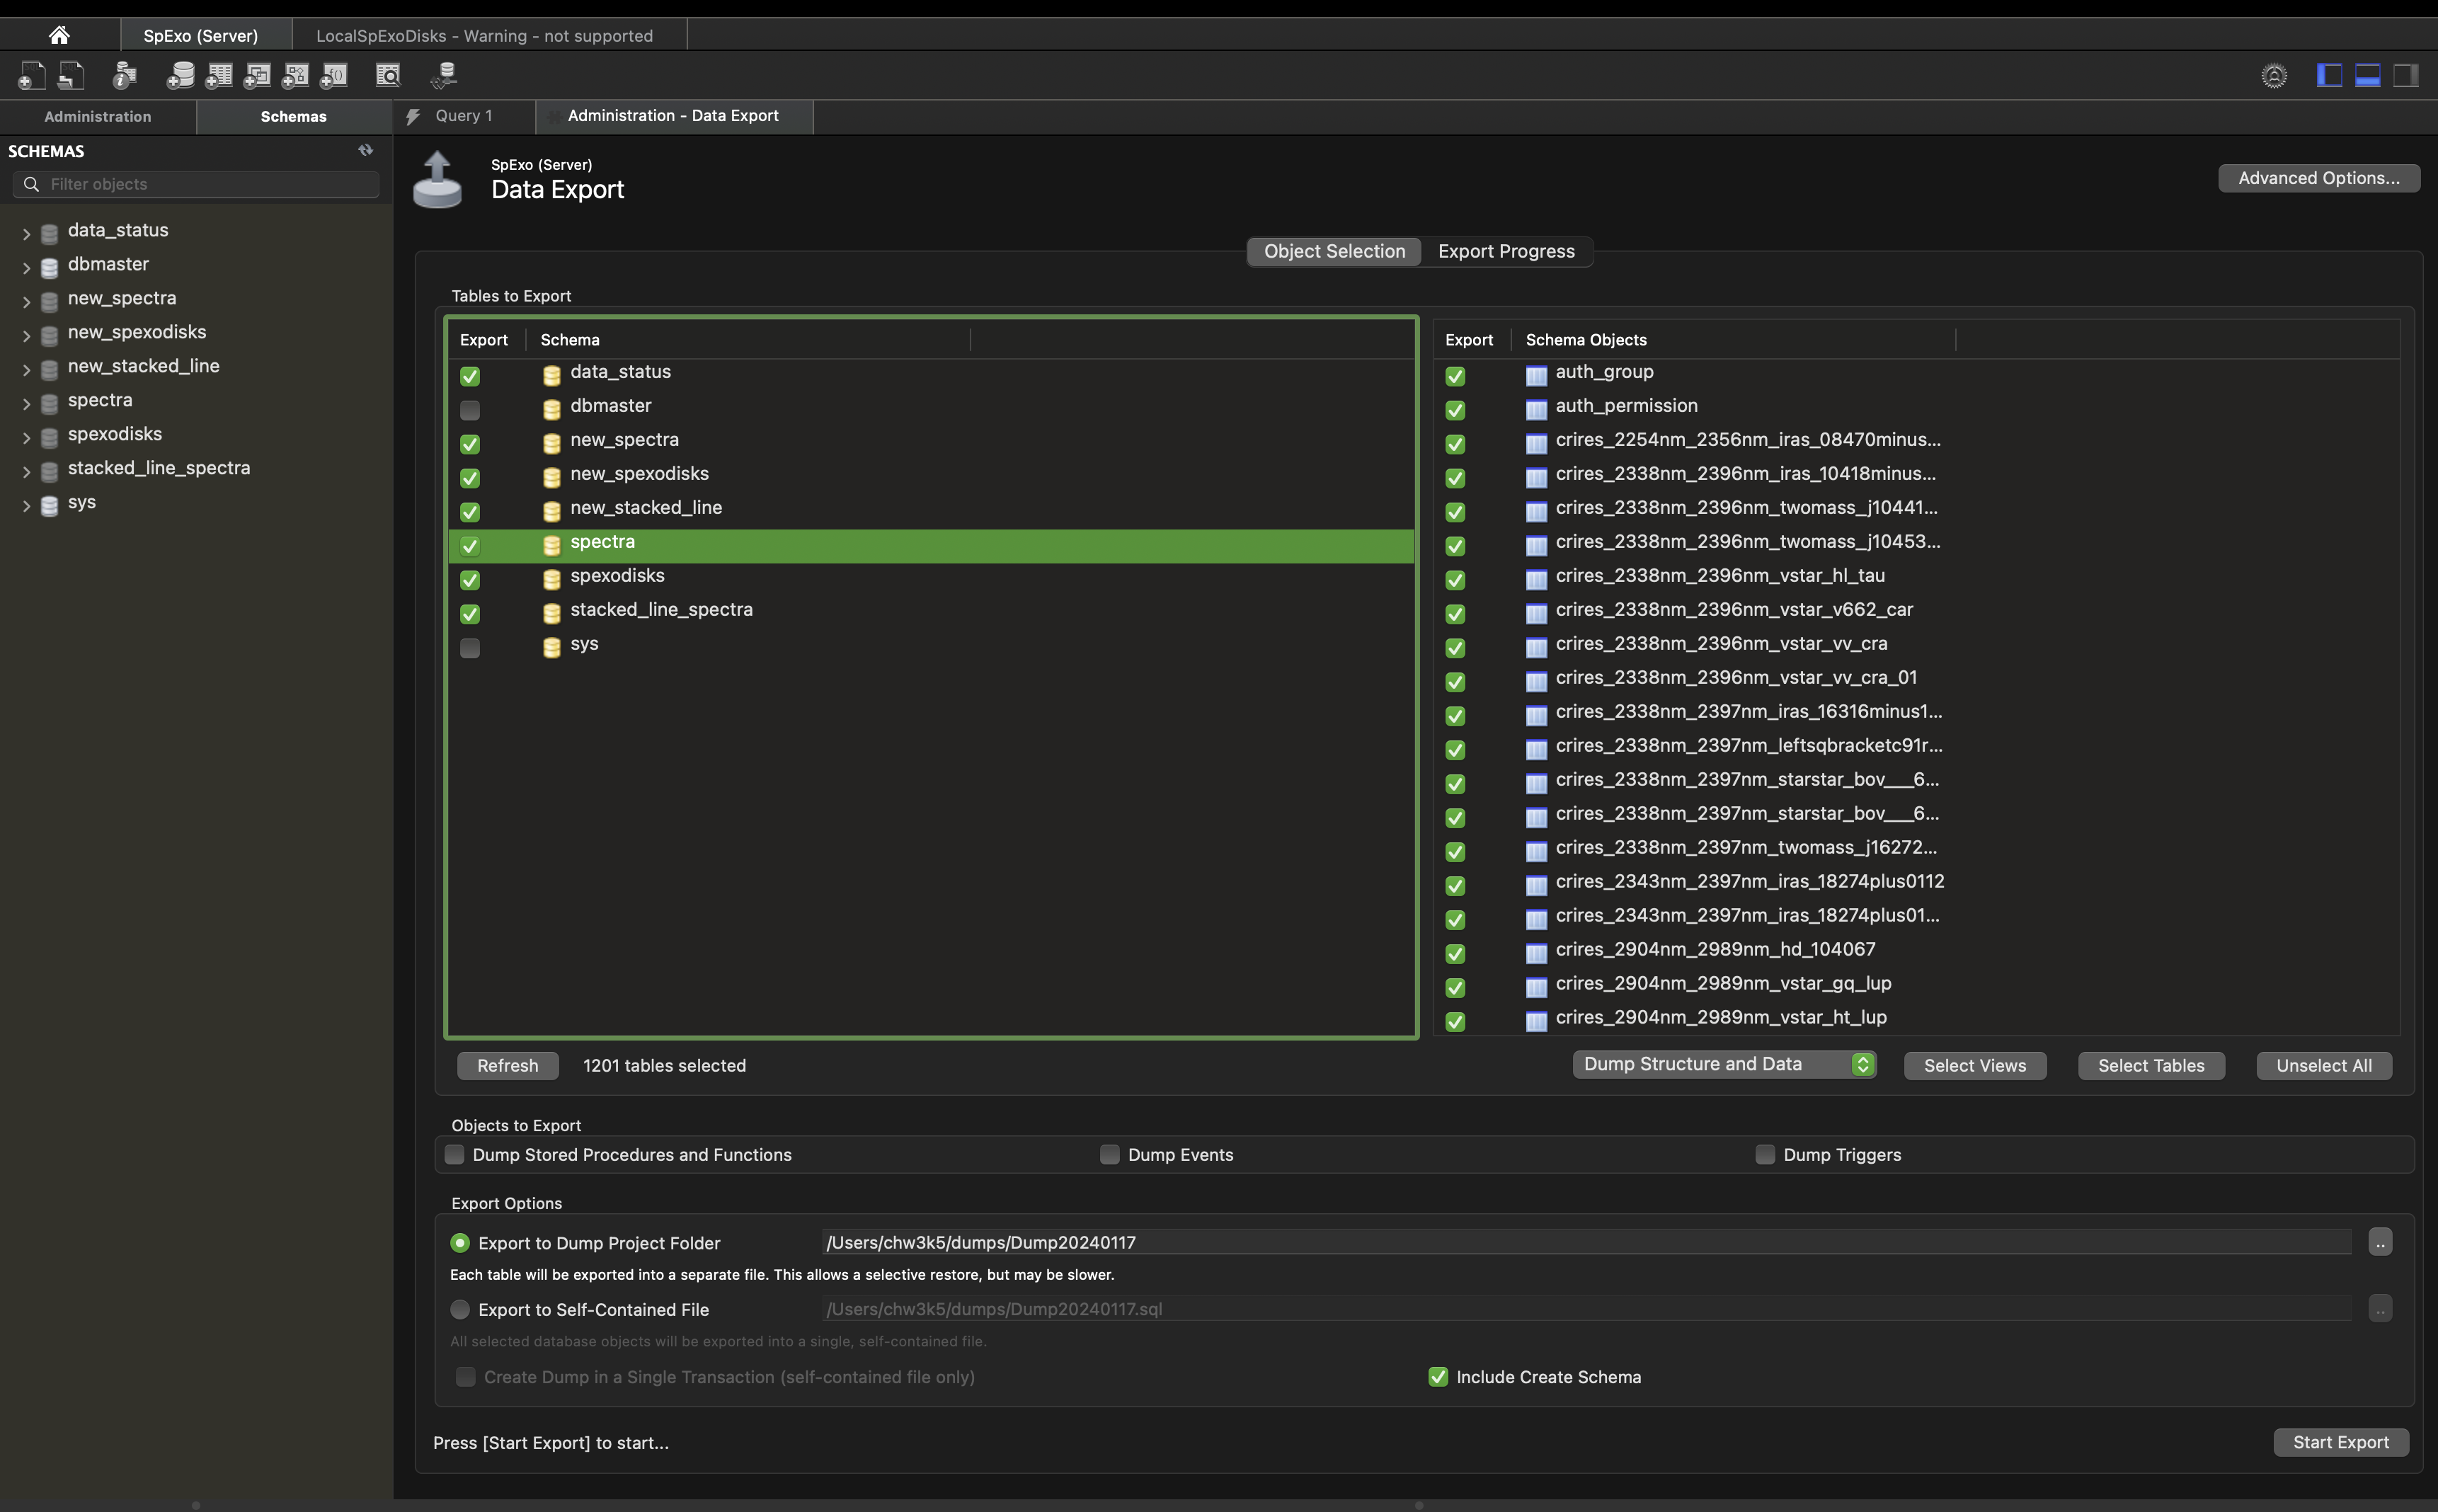 SpExo (Server)
LocalSpExoDisks - Warning - not supported
Administration
Schemas
Query 1
Administration - Data Export
SCHEMAS
Filter objects
data_status
dbmaster
new_spectra
new_spexodisks
new_stacked_line
spectra
spexodisks
stacked_line_spectra
sys
SpExo (Server)
Data Export
Advanced Options...
Object Selection
Export Progress
Tables to Export
Export Schema
data_status
dbmaster
new_spectra
new_spexodisks
new_stacked_line
spectra
spexodisks
stacked_line_spectra
sys
Export Schema Objects
auth_group
auth_permission
crires_2254nm_2356nm_iras_08470minus...
crires_2338nm_2396nm_iras_10418minus...
crires_2338nm_2396nm_twomass_j10441...
crires_2338nm_2396nm_twomass_j10453...
crires_2338nm_2396nm_vstar_hl_tau
crires_2338nm_2396nm_vstar_v662_car
crires_2338nm_2396nm_vstar_vv_cra
crires_2338nm_2396nm_vstar_vv_cra_01
crires_2338nm_2397nm_iras_16316minus1...
crires_2338nm_2397nm_leftsqbracketc91r...
crires_2338nm_2397nm_starstar_bov___6...
crires_2338nm_2397nm_starstar_bov___6...
crires_2338nm_2397nm_twomass_j16272...
crires_2343nm_2397nm_iras_18274plus0112
crires_2343nm_2397nm_iras_18274plus01...
crires_2904nm_2989nm_hd_104067
crires_2904nm_2989nm_vstar_gq_lup
crires_2904nm_2989nm_vstar_ht_lup
Refresh
1201 tables selected
Dump Structure and Data
Select Views
Select Tables
Unselect All
Objects to Export
Dump Stored Procedures and Functions
Dump Events
Dump Triggers
Export Options
Export to Dump Project Folder
/Users/chw3k5/dumps/Dump20240117
..
Each table will be exported into a separate file. This allows a selective restore, but may be slower.
Export to Self-Contained File
/Users/chw3k5/dumps/Dump20240117.sql
..
All selected database objects will be exported into a single, self-contained file.
Create Dump in a Single Transaction (self-contained file only)
Include Create Schema
Press [Start Export] to start...
Start Export